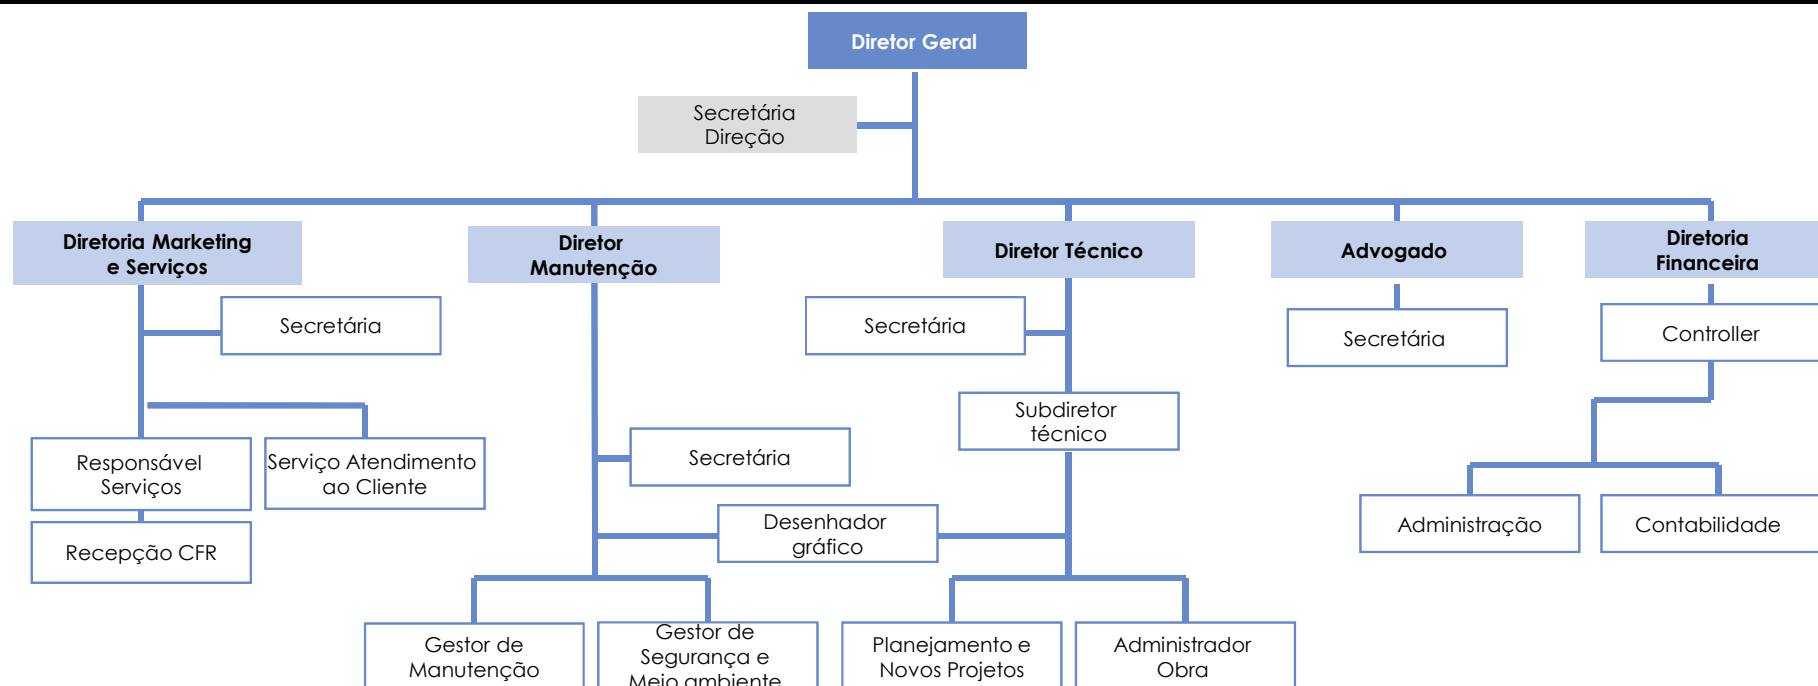 Diretor Geral
Secretária
Direção
Diretoria Marketing
e Serviços
Diretor
Manutenção
Diretor Técnico
Advogado
Diretoria
Financeira
Secretária
Secretária
Secretária
Controller
Subdiretor
técnico
Responsável
Serviços
Serviço Atendimento
ao Cliente
Secretária
Desenhador
gráfico
Administração
Contabilidade
Recepção CFR
Gestor de
Manutenção
Gestor de
Segurança e
Meio ambiente
Planejamento e
Novos Projetos
Administrador
Obra